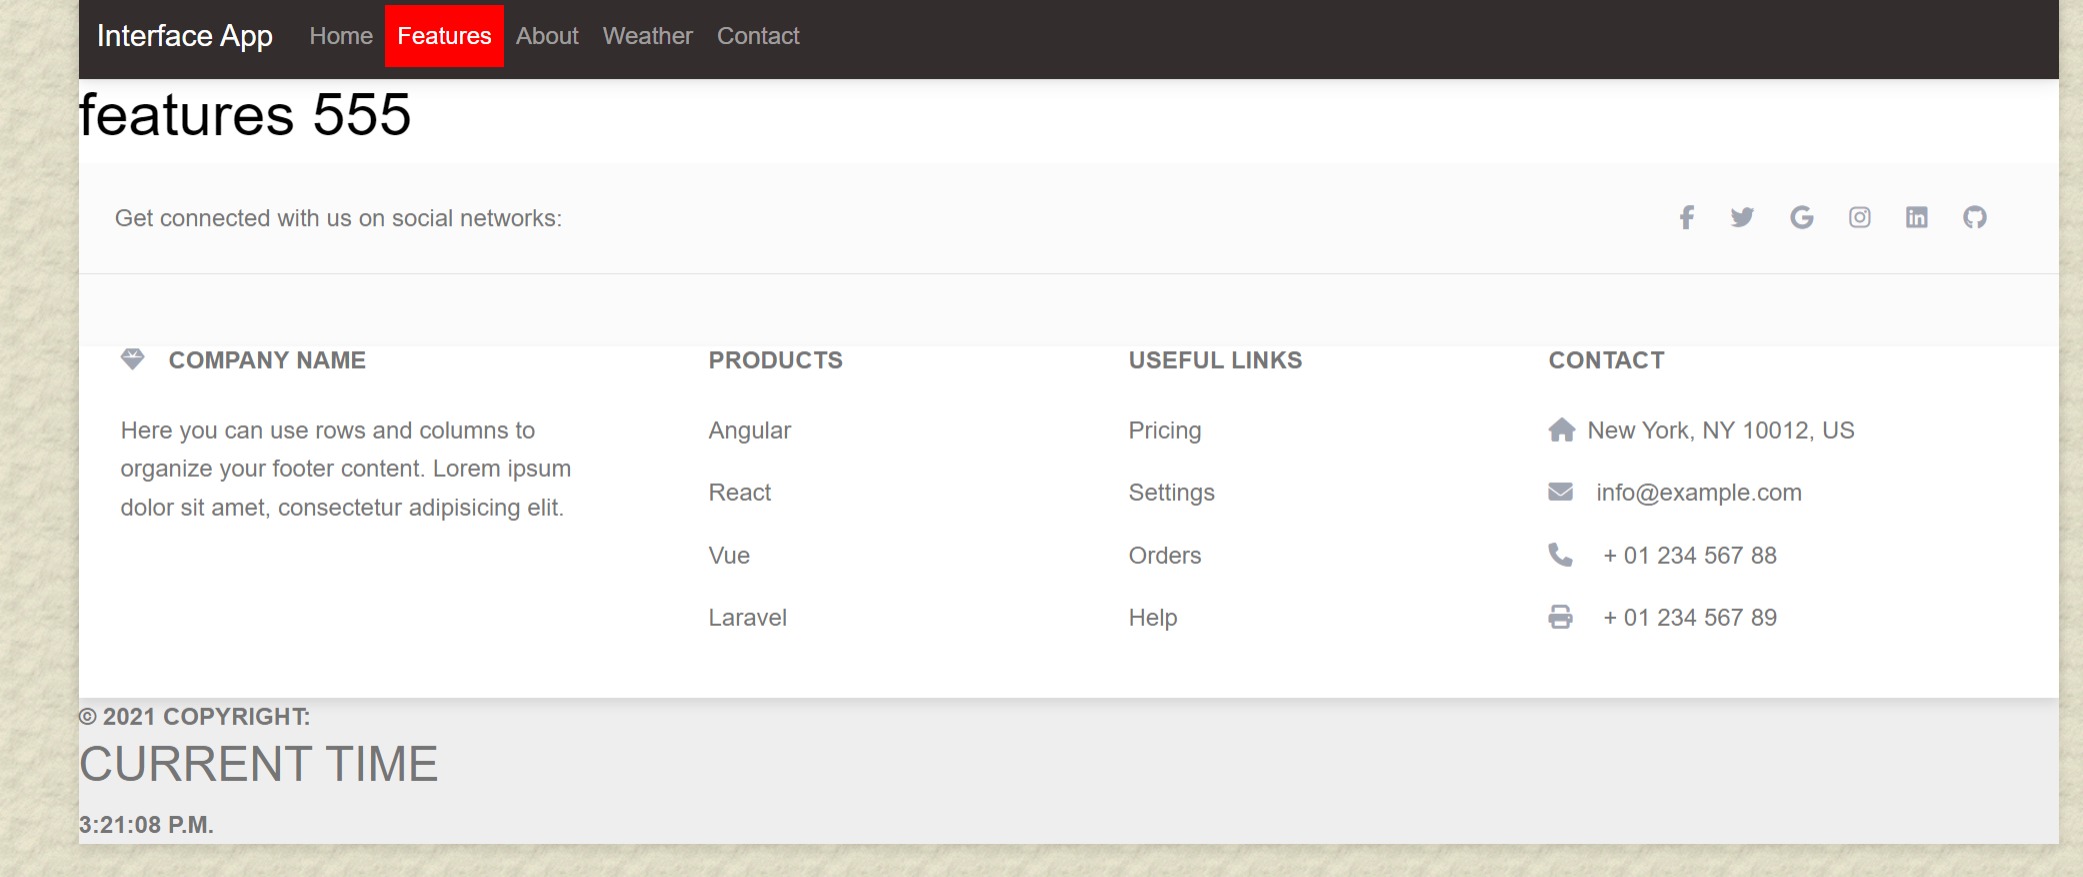 Interface App Home Features About Weather Contact
features 555
Get connected with us on social networks:
COMPANY NAME
Here you can use rows and columns to
organize your footer content. Lorem ipsum
dolor sit amet, consectetur adipisicing elit.
PRODUCTS
Angular
React
Vue
Laravel
USEFUL LINKS
Pricing
Settings
Orders
Help
CONTACT
New York, NY 10012, US
info@example.com
+ 01 234 567 88
+ 01 234 567 89
© 2021 COPYRIGHT:
CURRENT TIME
3:21:08 P.M.